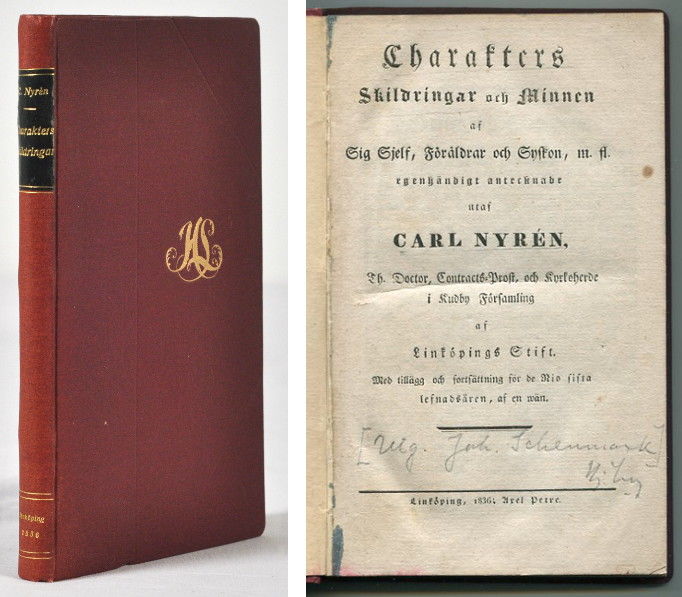 C. Nyrén
Charakters
Skildringar
Linköping
1836
HS
Charakters
Skildringar och Minnen
af
Sig Sjelf, Föräldrar och Syskon, m. fl.
egenhändigt antecknade
utaf
CARL NYRÉN,
Th. Doctor, Contracts-Prost, och Kyrkoherde
i Kudby Församling
af
Linköpings Stift.
Med tillägg och fortsättning för de Nio sista
lefnadsåren, af en wän.
[Utg. Joh. Schenmark]
Linköping, 1836; Axel Petre.